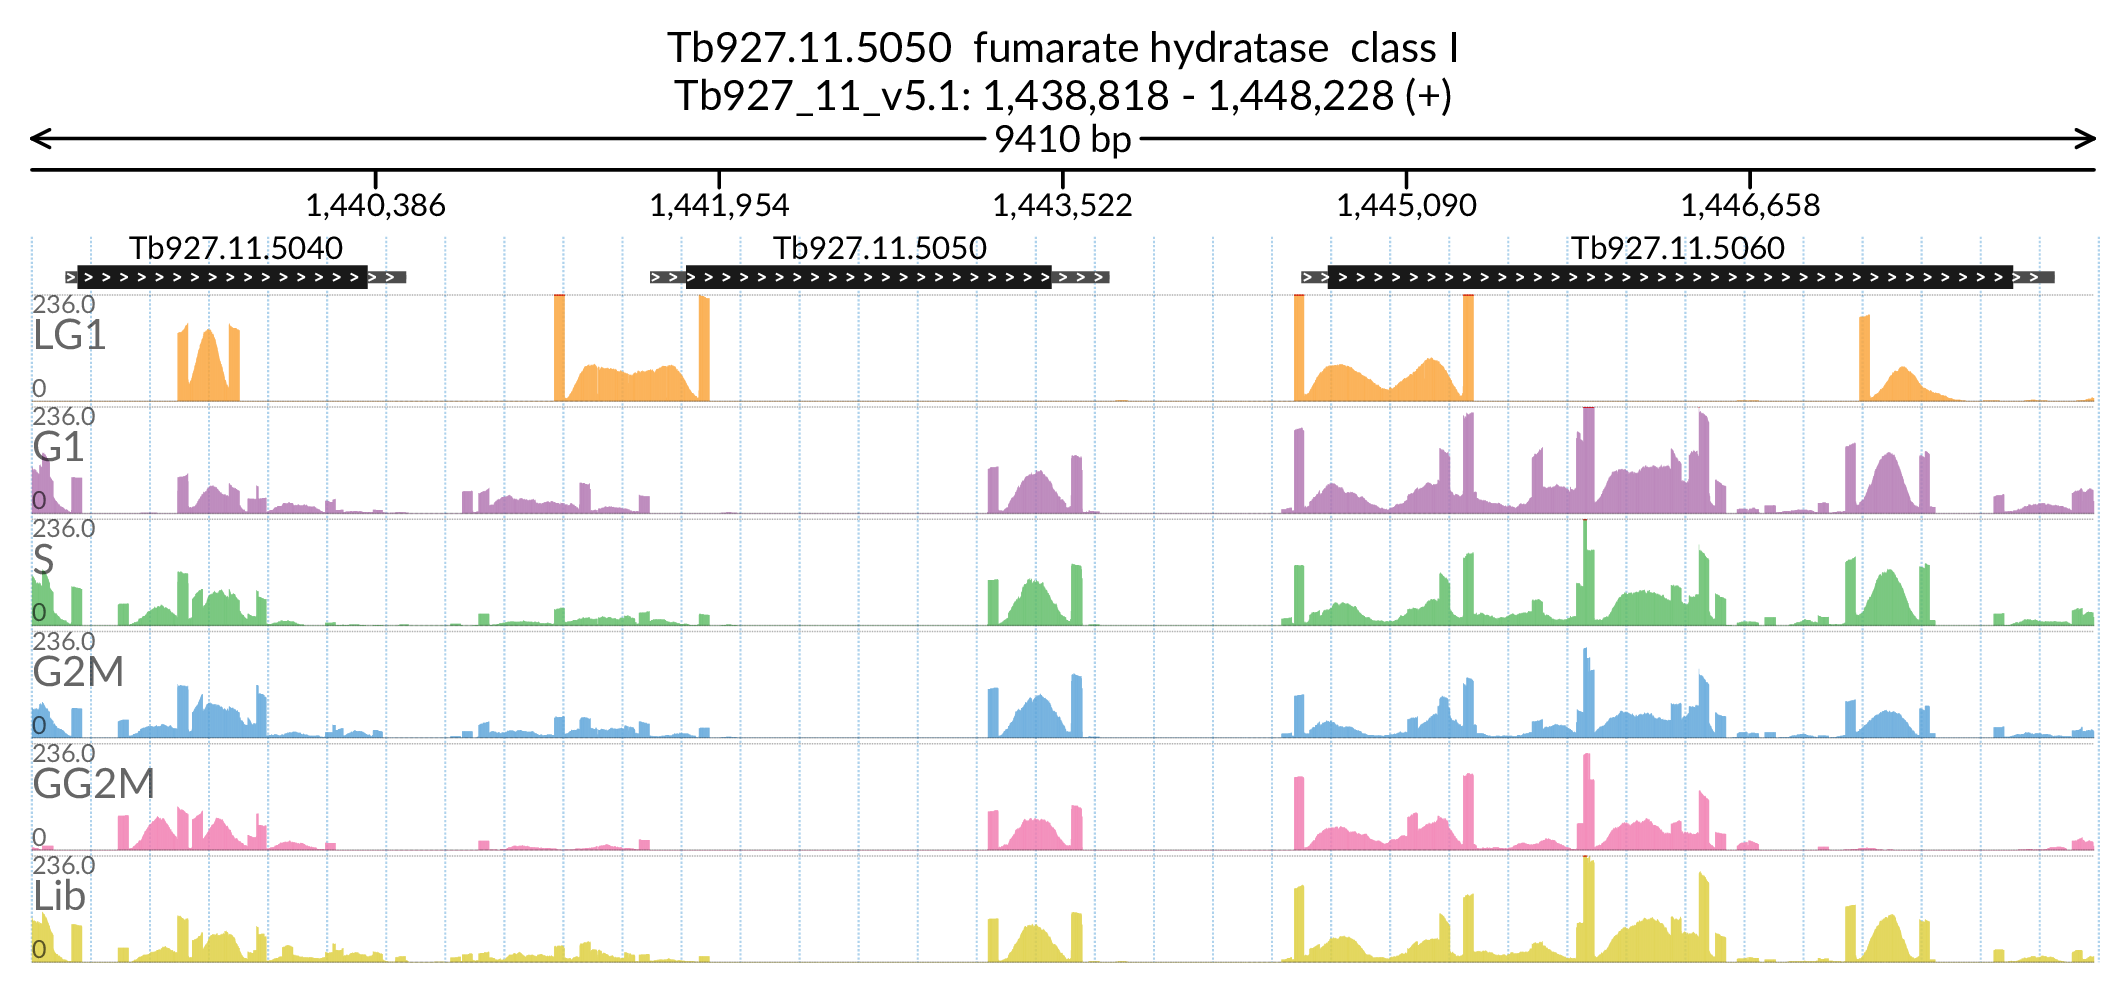 Tb927.11.5050 fumarate hydratase class I
Tb927_11_v5.1: 1,438,818 - 1,448,228 (+)
9410 bp
1,440,386 1,441,954 1,443,522 1,445,090 1,446,658
Tb927.11.5040 Tb927.11.5050 Tb927.11.5060
236.0
LG1
0
236.0
G1
0
236.0
S
0
236.0
G2M
0
236.0
GG2M
0
236.0
Lib
0